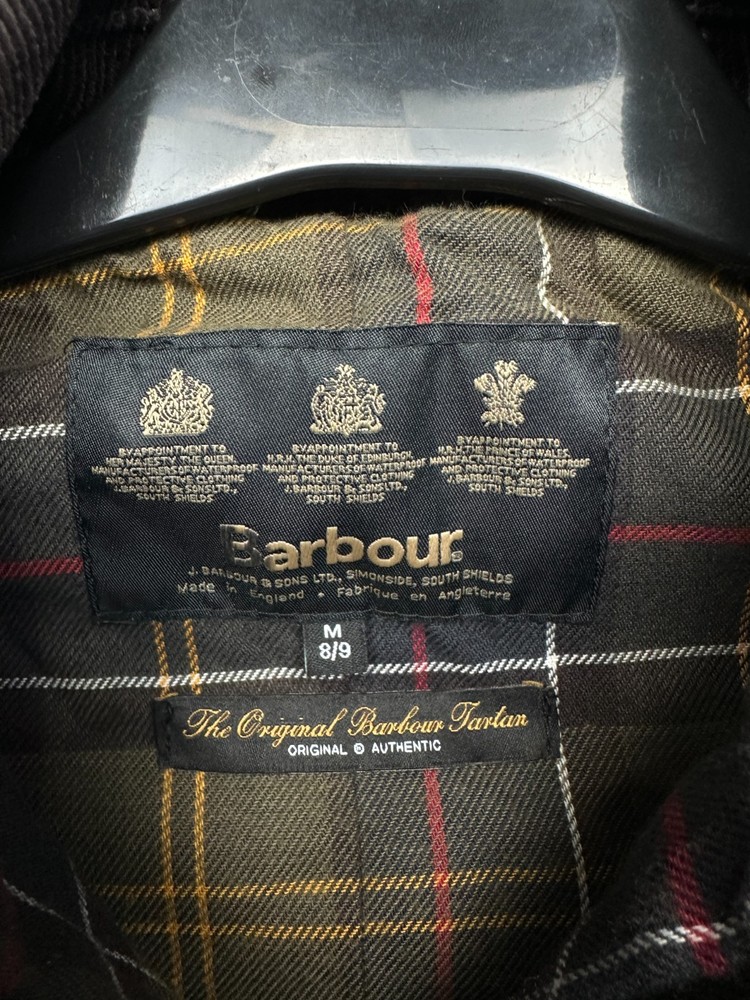 BY APPOINTMENT TO
HER MAJESTY THE QUEEN,
MANUFACTURERS OF WATERPROOF
AND PROTECTIVE CLOTHING
J.BARBOUR & SONS LTD.,
SOUTH SHIELDS
BY APPOINTMENT TO
H.R.H. THE DUKE OF EDINBURGH
MANUFACTURERS OF WATERPROOF
AND PROTECTIVE CLOTHING
J.BARBOUR & SONS LTD.,
SOUTH SHIELDS
BY APPOINTMENT TO
H.R.H. THE PRINCE OF WALES
MANUFACTURERS OF WATERPROOF
AND PROTECTIVE CLOTHING
J.BARBOUR & SONS LTD.
SOUTH SHIELDS
Barbour®
J. BARBOUR & SONS LTD., SIMONSIDE, SOUTH SHIELDS
Made in England • Fabrique en Angleterre
M
8/9
The Original Barbour Tartan
ORIGINAL © AUTHENTIC